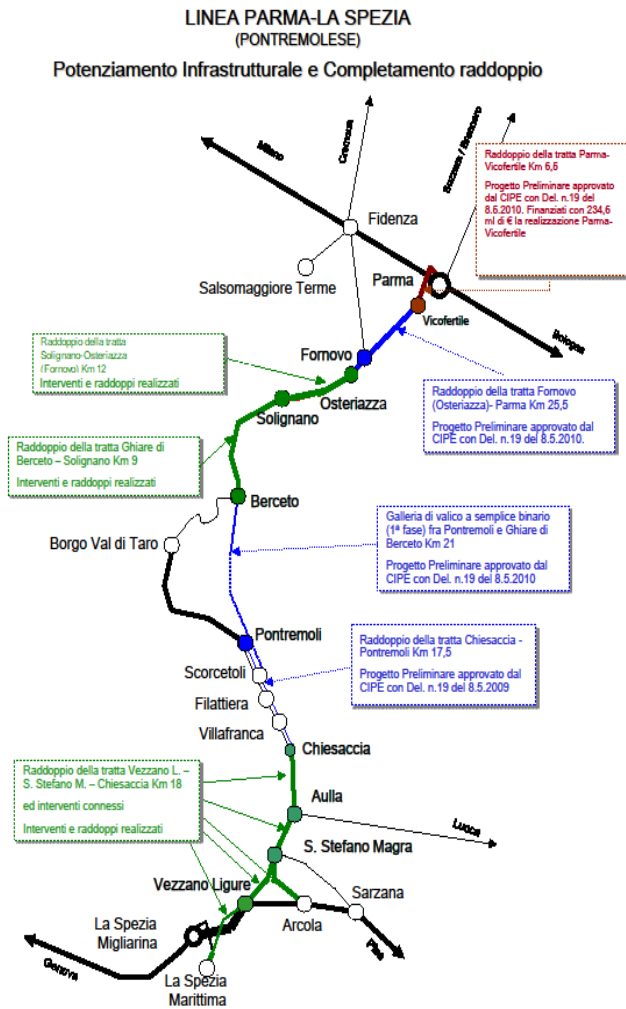 LINEA PARMA-LA SPEZIA
(PONTREMOLESE)
Potenziamento Infrastrutturale e Completamento raddoppio
Milano
Cremona
Suzzara / Brennero
Raddoppio della tratta Parma-
Vicofertile Km 6,5
Progetto Preliminare approvato
dal CIPE con Del. n.19 del
8.5.2010. Finanziati con 234,6
ml di € la realizzazione Parma-
Vicofertile
Fidenza
Salsomaggiore Terme
Parma
Vicofertile
Bologna
Raddoppio della tratta
Solignano-Osteriazza
(Fornovo) Km 12
Interventi e raddoppi realizzati
Fornovo
Osteriazza
Solignano
Raddoppio della tratta Fornovo
(Osteriazza)- Parma Km 25,5
Progetto Preliminare approvato dal
CIPE con Del. n.19 del 8.5.2010.
Raddoppio della tratta Ghiare di
Berceto – Solignano Km 9
Interventi e raddoppi realizzati
Berceto
Borgo Val di Taro
Galleria di valico a semplice binario
(1ª fase) fra Pontremoli e Ghiare di
Berceto Km 21
Progetto Preliminare approvato dal
CIPE con Del. n.19 del 8.5.2010
Pontremoli
Scorcetoli
Filattiera
Villafranca
Chiesaccia
Raddoppio della tratta Chiesaccia -
Pontremoli Km 17,5
Progetto Preliminare approvato dal
CIPE con Del. n.19 del 8.5.2009
Raddoppio della tratta Vezzano L. –
S. Stefano M. – Chiesaccia Km 18
ed interventi connessi
Interventi e raddoppi realizzati
Aulla
Lucca
S. Stefano Magra
Vezzano Ligure
Sarzana
Arcola
La Spezia
Migliarina
Pisa
Genova
La Spezia
Marittima